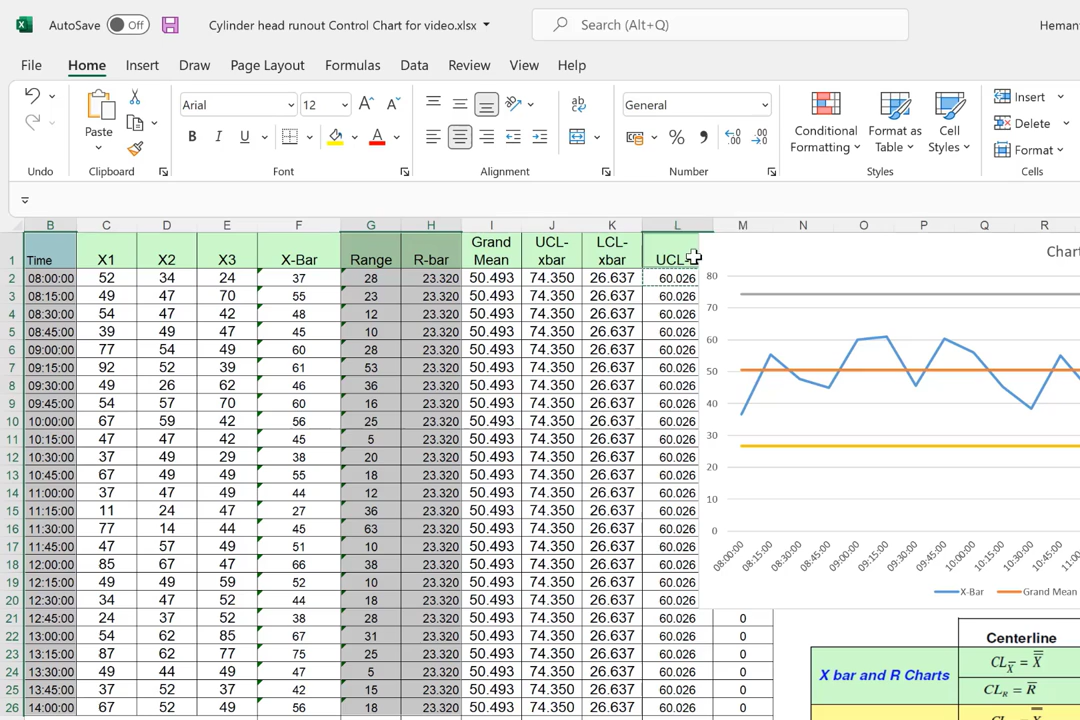 AutoSave Off Cylinder head runout Control Chart for video.xlsx Search (Alt+Q) Heman
File Home Insert Draw Page Layout Formulas Data Review View Help
Arial 12 General Insert
Paste Conditional Format as Cell Delete
B I U Formatting Table Styles Format
Undo Clipboard Font Alignment Number Styles Cells
B C D E F G H I J K L M N O P Q R
1 Time X1 X2 X3 X-Bar Range R-bar Grand Mean UCL-xbar LCL-xbar UCL-
2 08:00:00 52 34 24 37 28 23.320 50.493 74.350 26.637 60.026
3 08:15:00 49 47 70 55 23 23.320 50.493 74.350 26.637 60.026
4 08:30:00 54 47 42 48 12 23.320 50.493 74.350 26.637 60.026
5 08:45:00 39 49 47 45 10 23.320 50.493 74.350 26.637 60.026
6 09:00:00 77 54 49 60 28 23.320 50.493 74.350 26.637 60.026
7 09:15:00 92 52 39 61 53 23.320 50.493 74.350 26.637 60.026
8 09:30:00 49 26 62 46 36 23.320 50.493 74.350 26.637 60.026
9 09:45:00 54 57 70 60 16 23.320 50.493 74.350 26.637 60.026
10 10:00:00 67 59 42 56 25 23.320 50.493 74.350 26.637 60.026
11 10:15:00 47 47 42 45 5 23.320 50.493 74.350 26.637 60.026
12 10:30:00 37 49 29 38 20 23.320 50.493 74.350 26.637 60.026
13 10:45:00 67 49 49 55 18 23.320 50.493 74.350 26.637 60.026
14 11:00:00 37 47 49 44 12 23.320 50.493 74.350 26.637 60.026
15 11:15:00 11 24 47 27 36 23.320 50.493 74.350 26.637 60.026
16 11:30:00 77 14 44 45 63 23.320 50.493 74.350 26.637 60.026
17 11:45:00 47 57 49 51 10 23.320 50.493 74.350 26.637 60.026
18 12:00:00 85 67 47 66 38 23.320 50.493 74.350 26.637 60.026
19 12:15:00 49 49 59 52 10 23.320 50.493 74.350 26.637 60.026
20 12:30:00 34 47 52 44 18 23.320 50.493 74.350 26.637 60.026
21 12:45:00 24 37 52 38 28 23.320 50.493 74.350 26.637 60.026 0
22 13:00:00 54 62 85 67 31 23.320 50.493 74.350 26.637 60.026 0
23 13:15:00 87 62 77 75 25 23.320 50.493 74.350 26.637 60.026 0
24 13:30:00 49 44 49 47 5 23.320 50.493 74.350 26.637 60.026 0
25 13:45:00 37 52 37 42 15 23.320 50.493 74.350 26.637 60.026 0
26 14:00:00 67 52 49 56 18 23.320 50.493 74.350 26.637 60.026 0
Chart
80
70
60
50
40
30
20
10
0
08:00:00 08:15:00 08:30:00 08:45:00 09:00:00 09:15:00 09:30:00 09:45:00 10:00:00 10:15:00 10:30:00 10:45:00 11:00
X-Bar Grand Mean
Centerline
X bar and R Charts